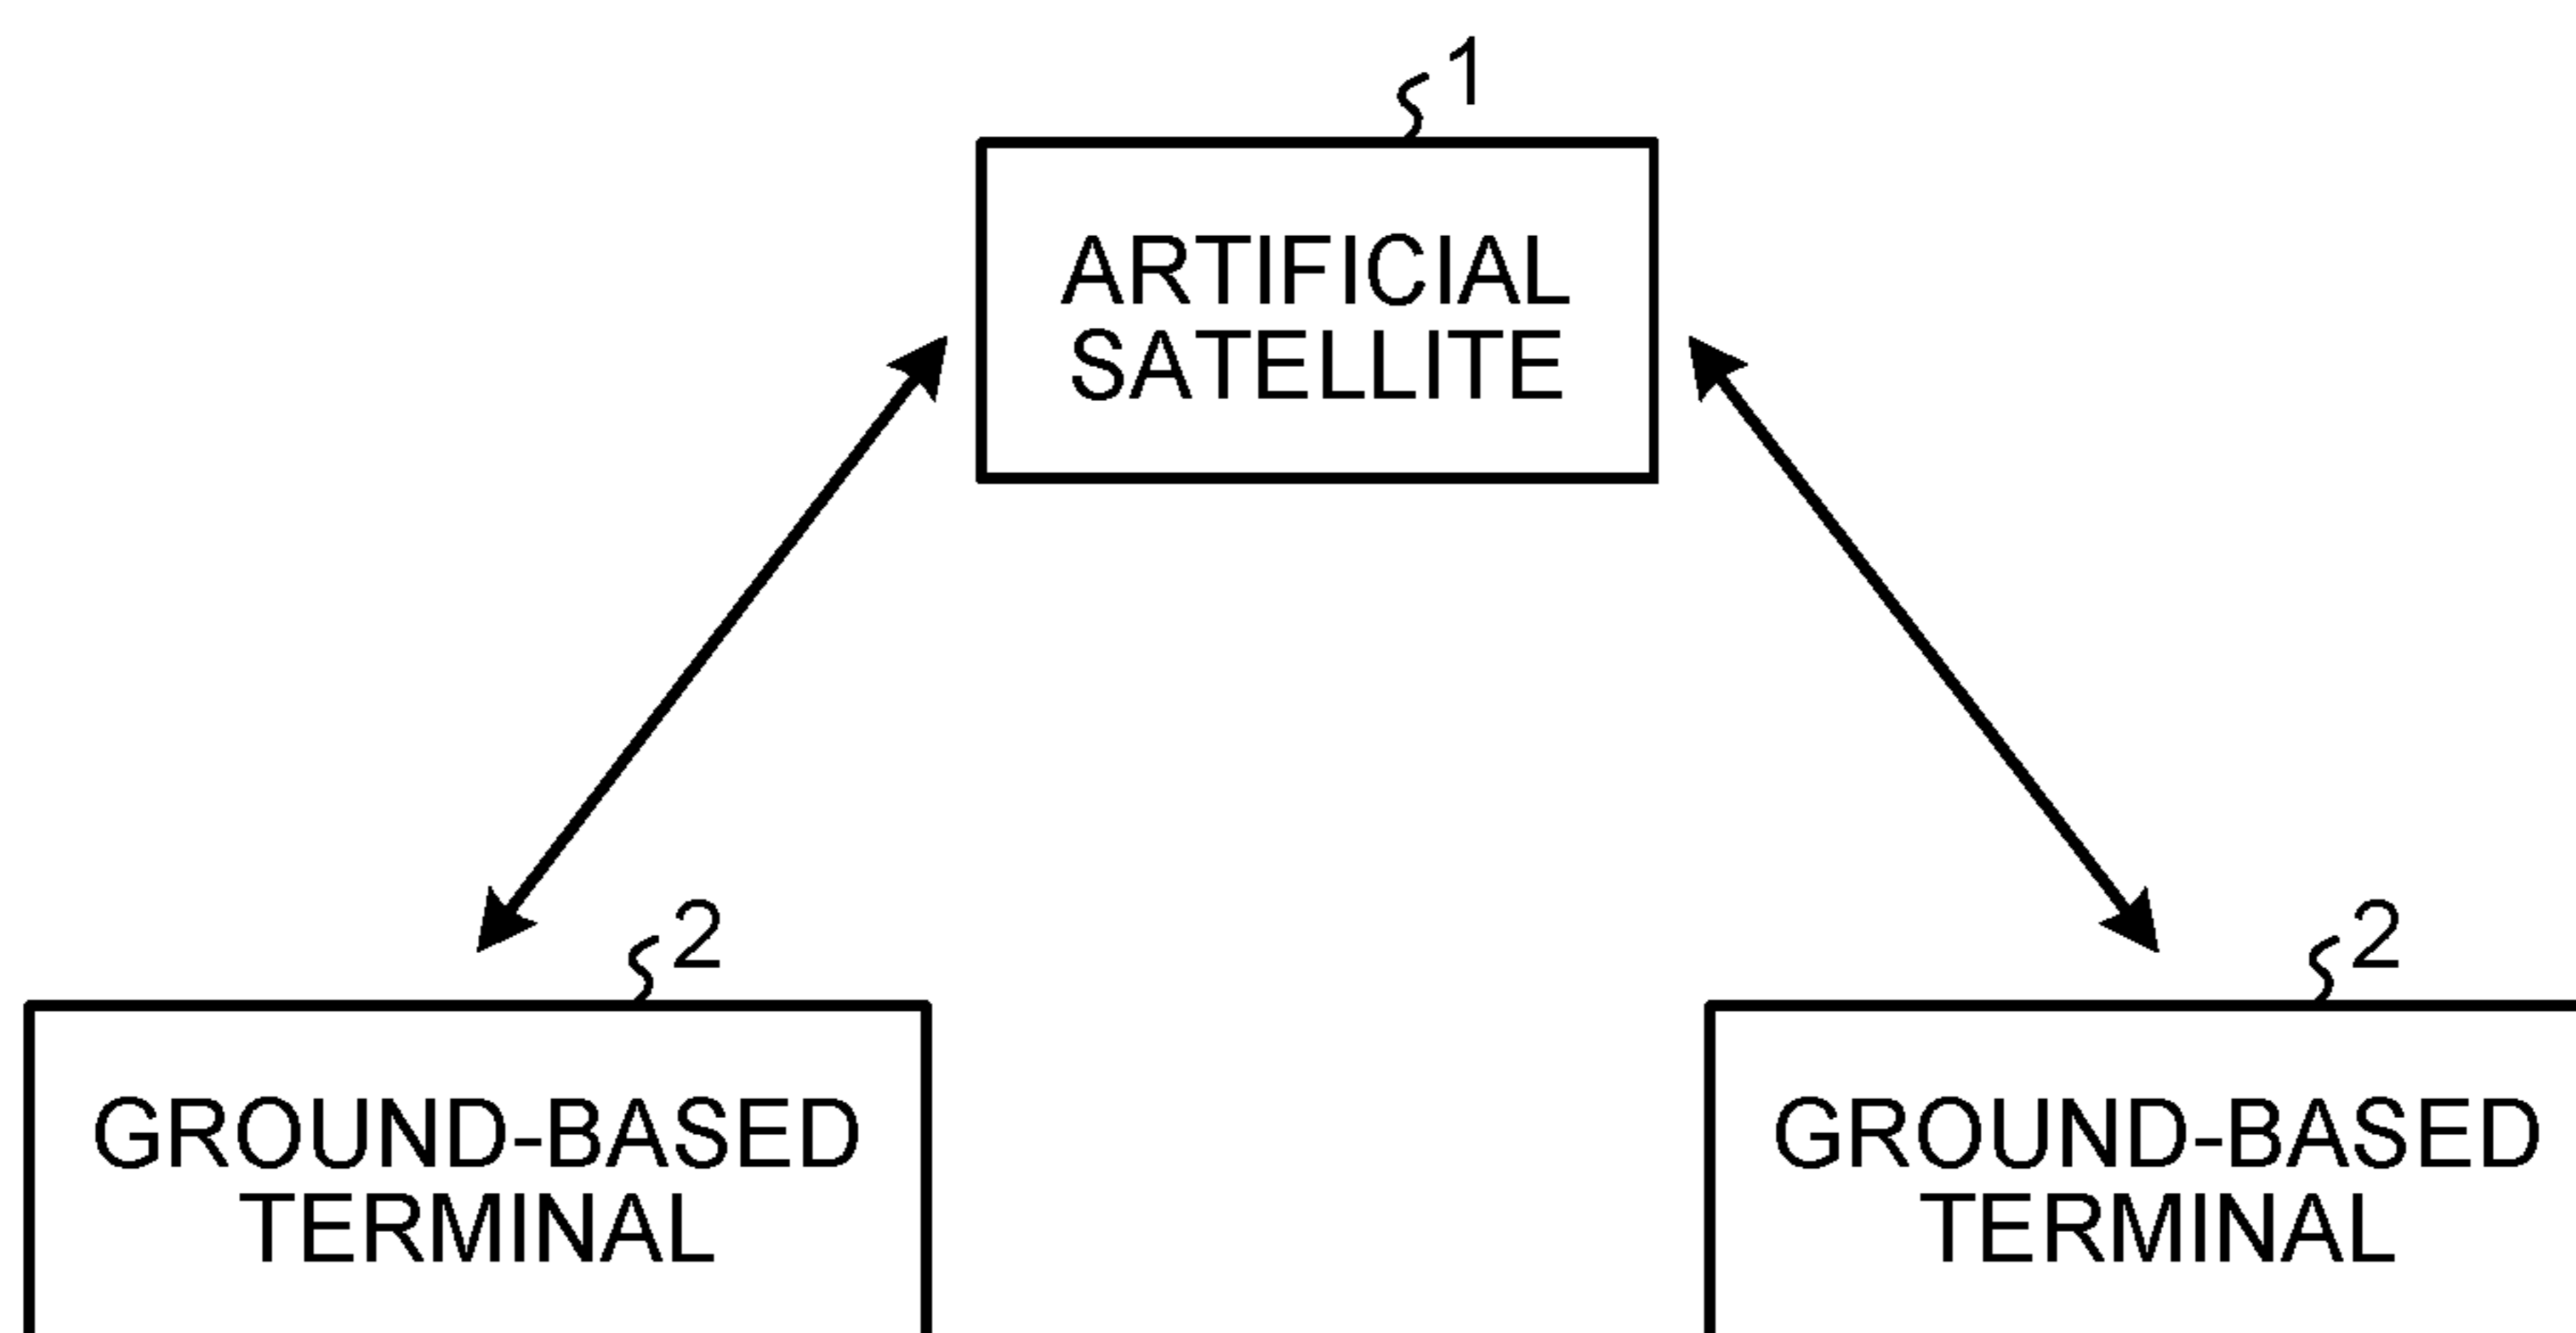 1
ARTIFICIAL
SATELLITE
2
GROUND-BASED
TERMINAL
2
GROUND-BASED
TERMINAL